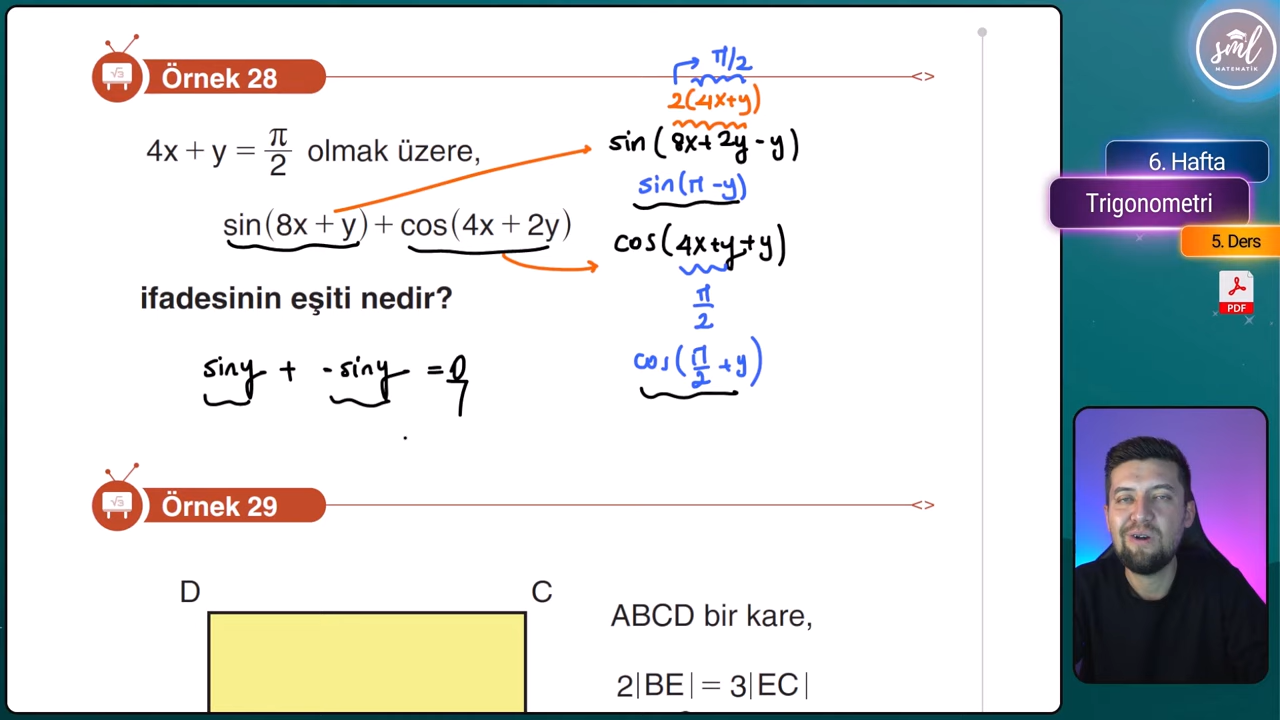 Örnek 28
<>
4x + y = π/2 olmak üzere,
sin(8x + y) + cos(4x + 2y)
ifadesinin eşiti nedir?
siny + -siny = 0
π/2
2(4x+y)
sin(8x+2y-y)
sin(π-y)
cos(4x+y+y)
π/2
cos(π/2+y)
Örnek 29
<>
D
C
ABCD bir kare,
2|BE| = 3|EC|
sml
MATEMATİK
6. Hafta
Trigonometri
5. Ders
PDF
√3
√3